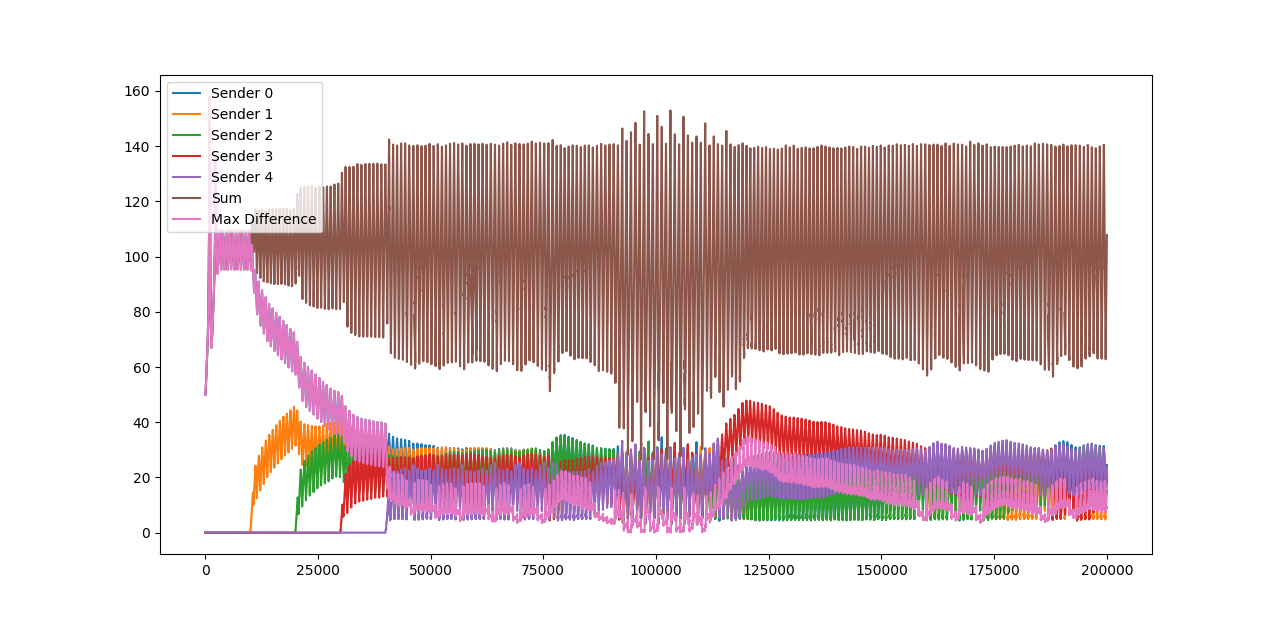 160
140
120
100
80
60
40
20
0
Sender 0
Sender 1
Sender 2
Sender 3
Sender 4
Sum
Max Difference
0 25000 50000 75000 100000 125000 150000 175000 200000